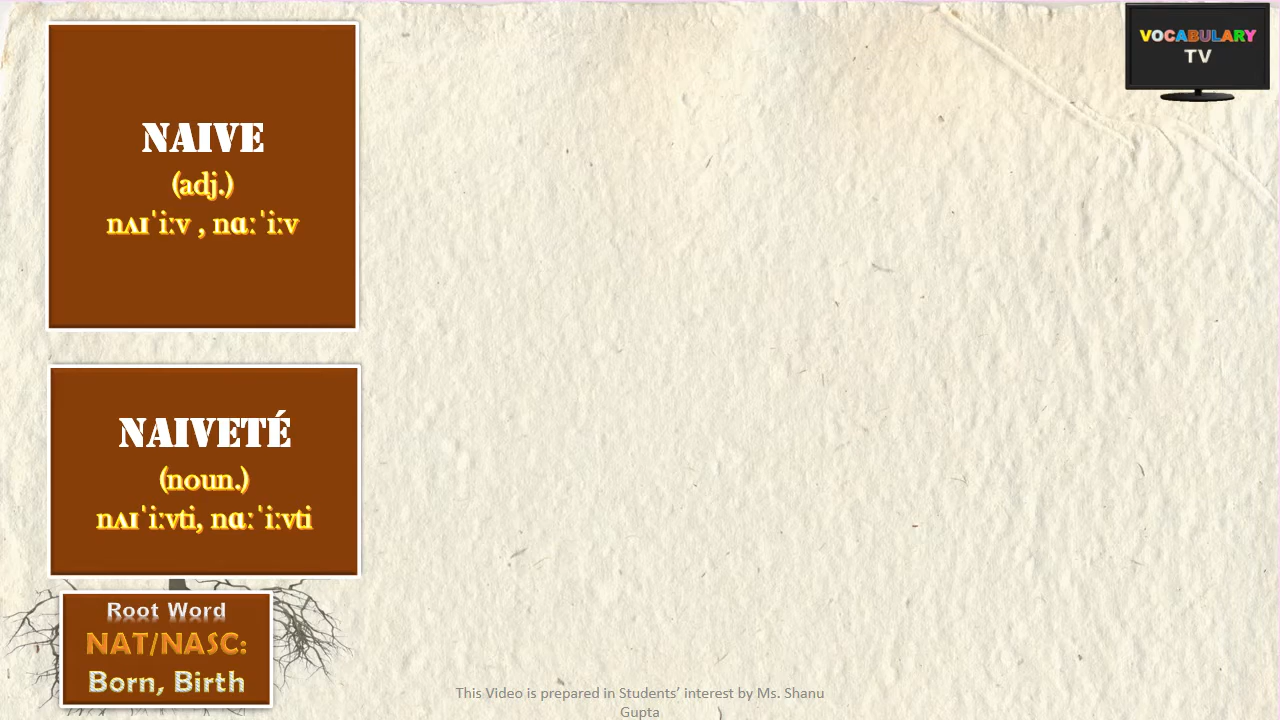 VOCABULARY
TV
NAIVE
(adj.)
nʌɪˈiːv , nɑːˈiːv
NAIVETÉ
(noun.)
nʌɪˈiːvti, nɑːˈiːvti
Root Word
NAT/NASC:
Born, Birth
This Video is prepared in Students’ interest by Ms. Shanu
Gupta